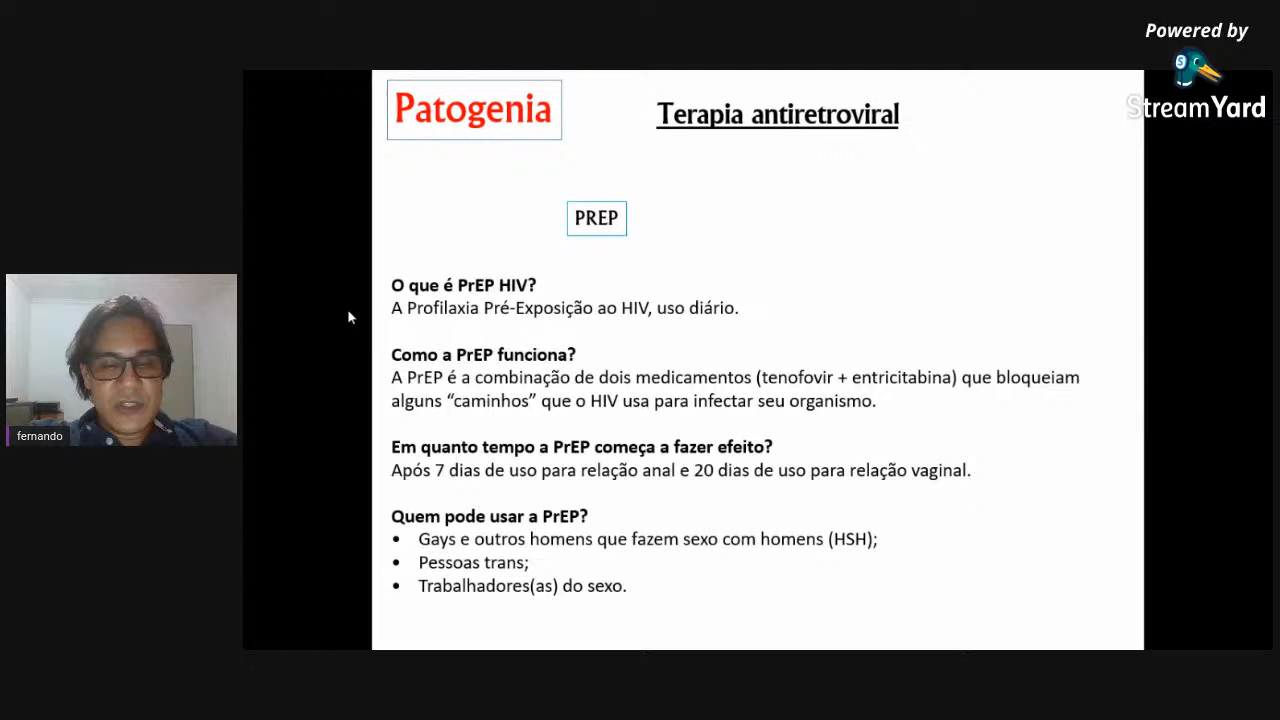 Powered by
StreamYard
Patogenia
Terapia antiretroviral
PREP
O que é PrEP HIV?
A Profilaxia Pré-Exposição ao HIV, uso diário.
Como a PrEP funciona?
A PrEP é a combinação de dois medicamentos (tenofovir + entricitabina) que bloqueiam
alguns “caminhos” que o HIV usa para infectar seu organismo.
Em quanto tempo a PrEP começa a fazer efeito?
Após 7 dias de uso para relação anal e 20 dias de uso para relação vaginal.
Quem pode usar a PrEP?
• Gays e outros homens que fazem sexo com homens (HSH);
• Pessoas trans;
• Trabalhadores(as) do sexo.
fernando